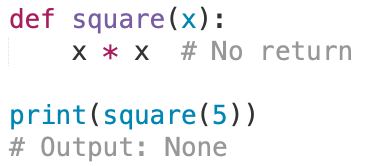 def square(x):
    x * x  # No return

print(square(5))
# Output: None